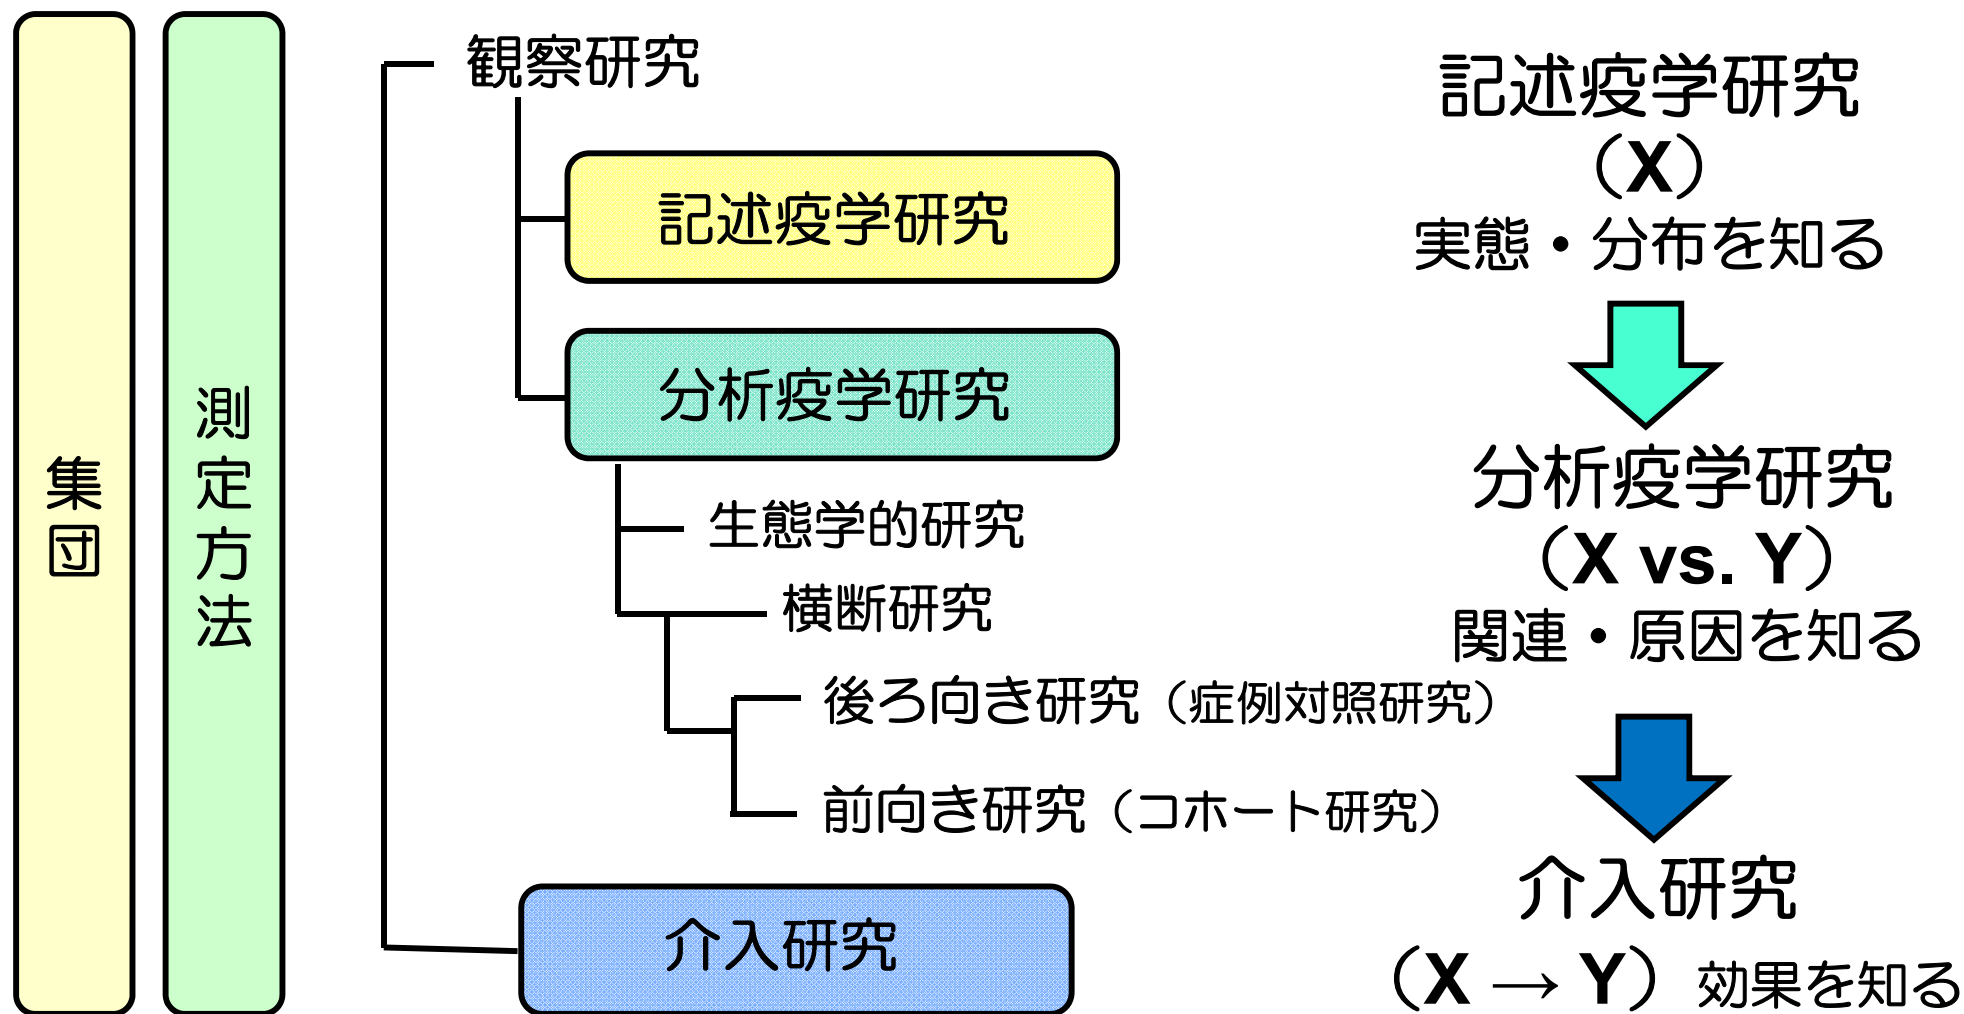 集団
測定方法
観察研究
記述疫学研究
分析疫学研究
生態学的研究
横断研究
後ろ向き研究（症例対照研究）
前向き研究（コホート研究）
介入研究
記述疫学研究
（X）
実態・分布を知る
分析疫学研究
（X vs. Y）
関連・原因を知る
介入研究
（X → Y）効果を知る